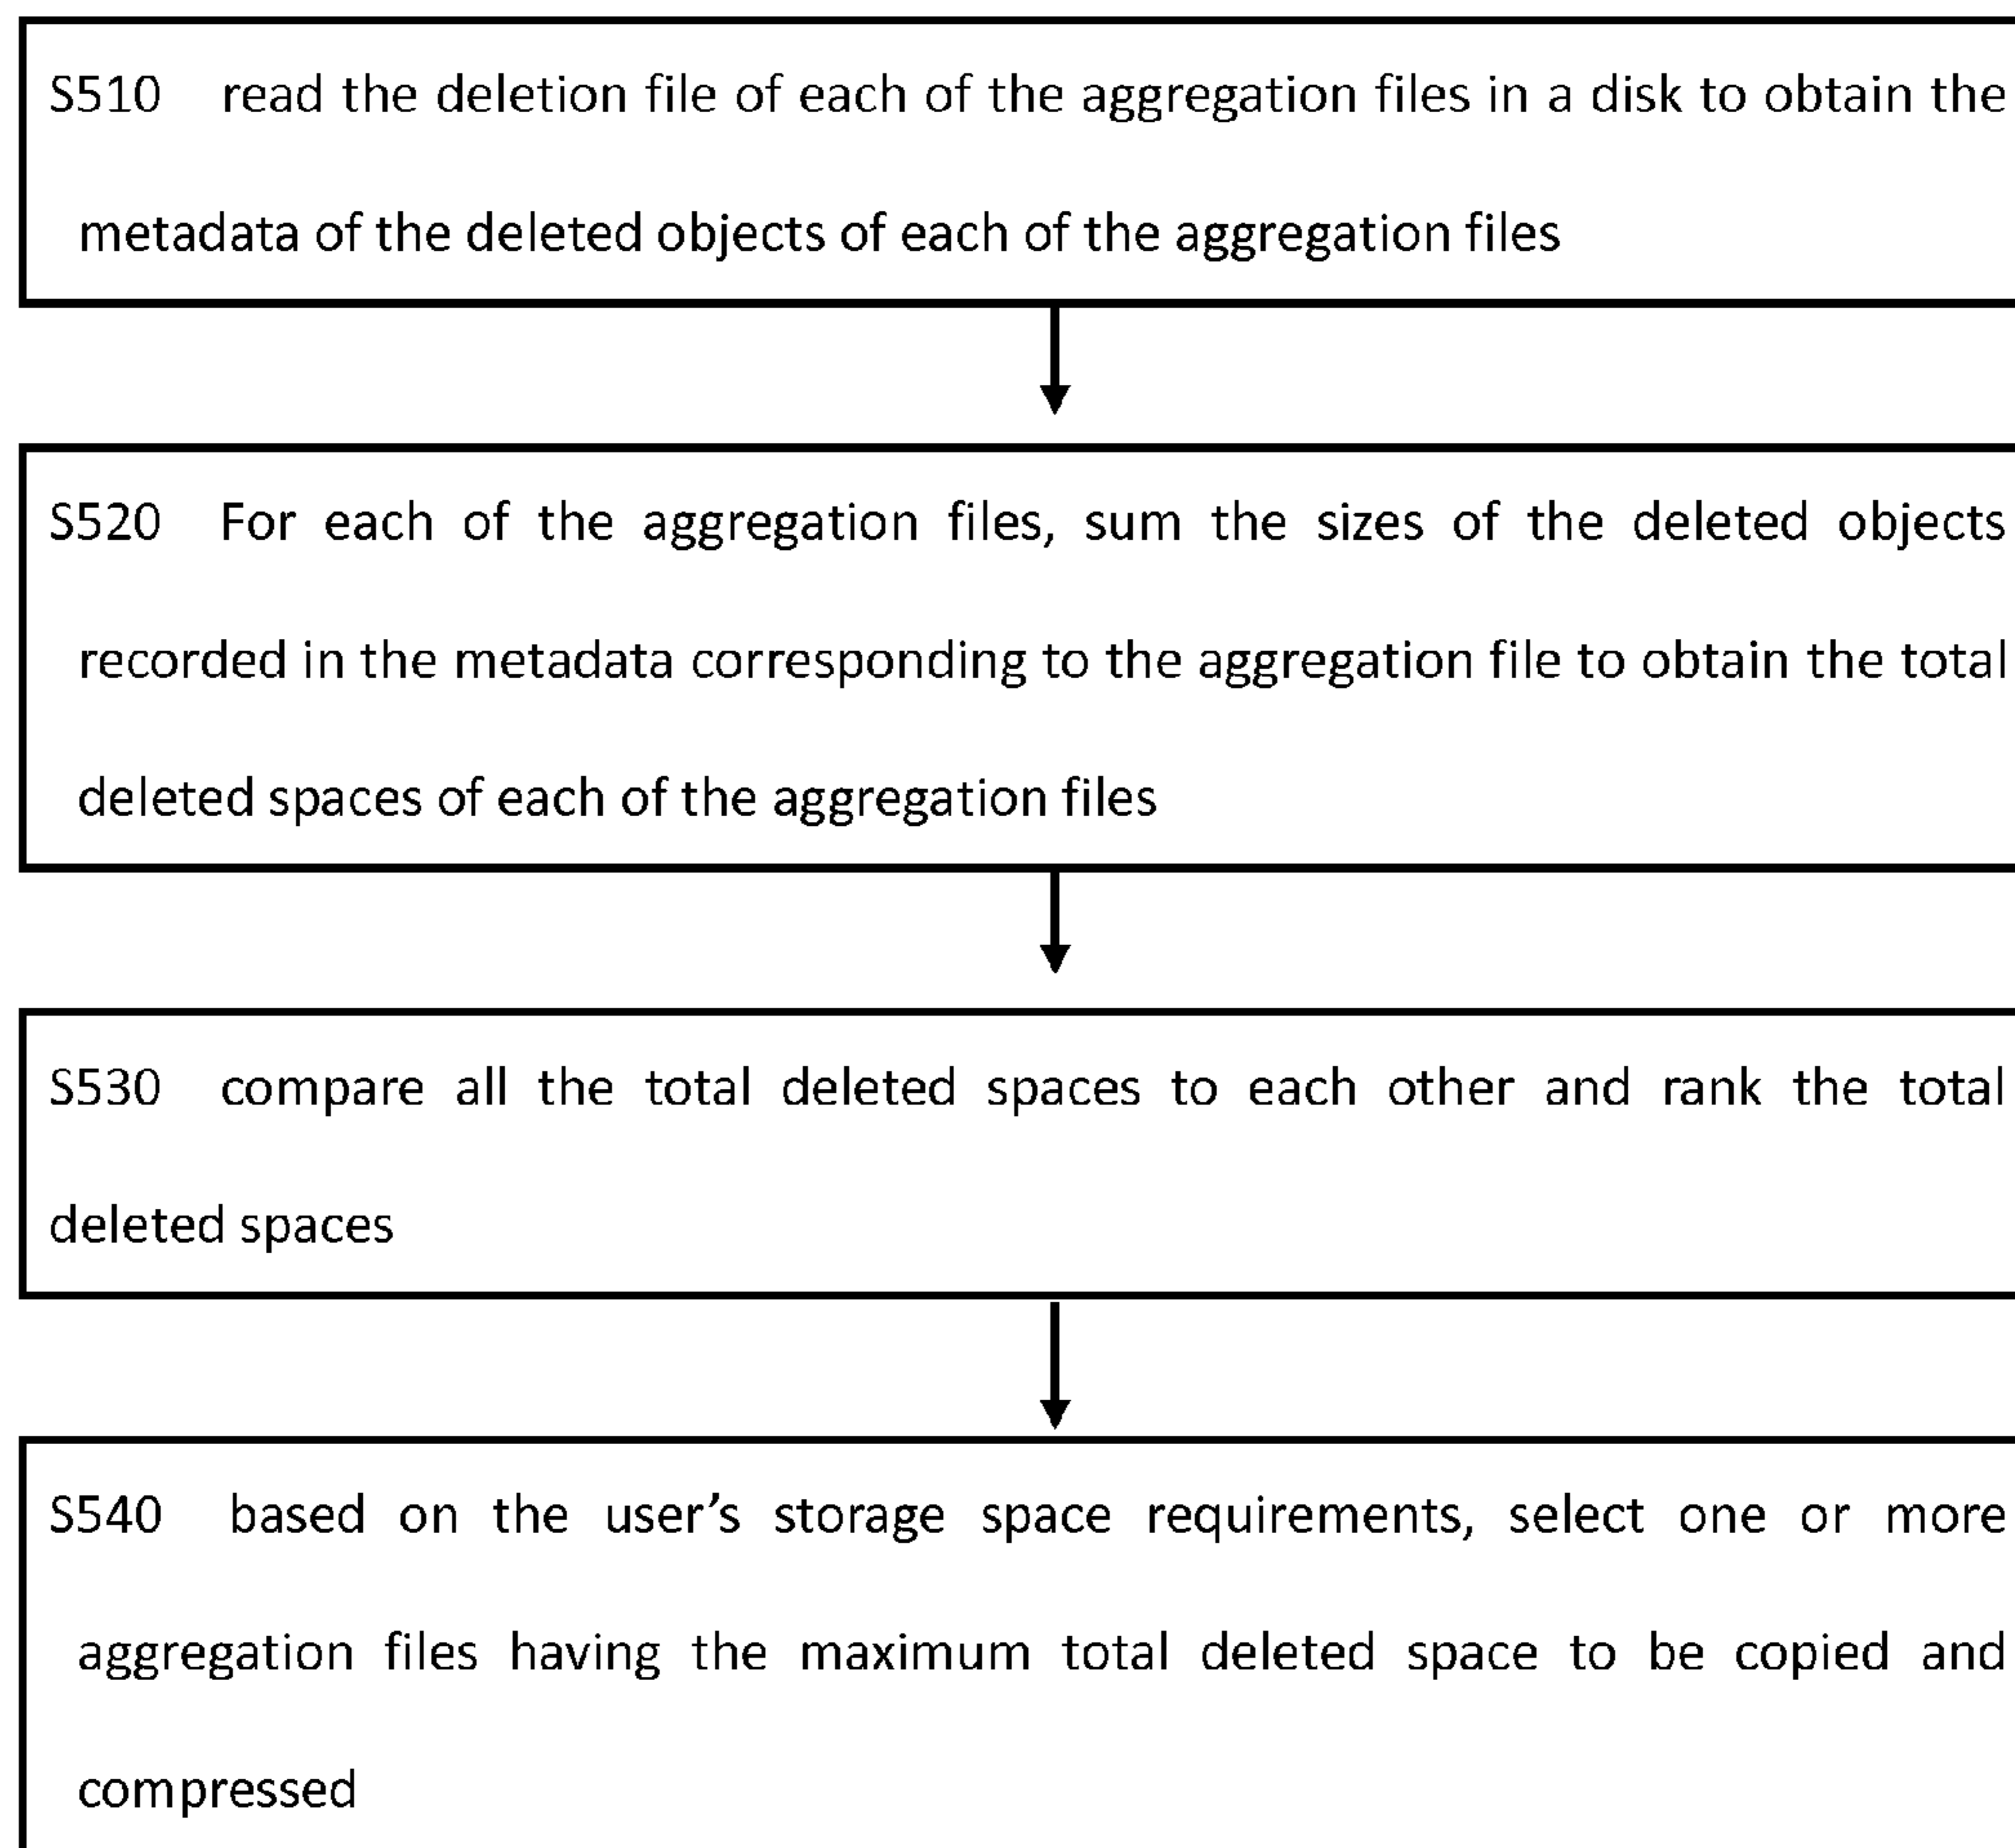 S510 read the deletion file of each of the aggregation files in a disk to obtain the
metadata of the deleted objects of each of the aggregation files
S520 For each of the aggregation files, sum the sizes of the deleted objects
recorded in the metadata corresponding to the aggregation file to obtain the total
deleted spaces of each of the aggregation files
S530 compare all the total deleted spaces to each other and rank the total
deleted spaces
S540 based on the user’s storage space requirements, select one or more
aggregation files having the maximum total deleted space to be copied and
compressed